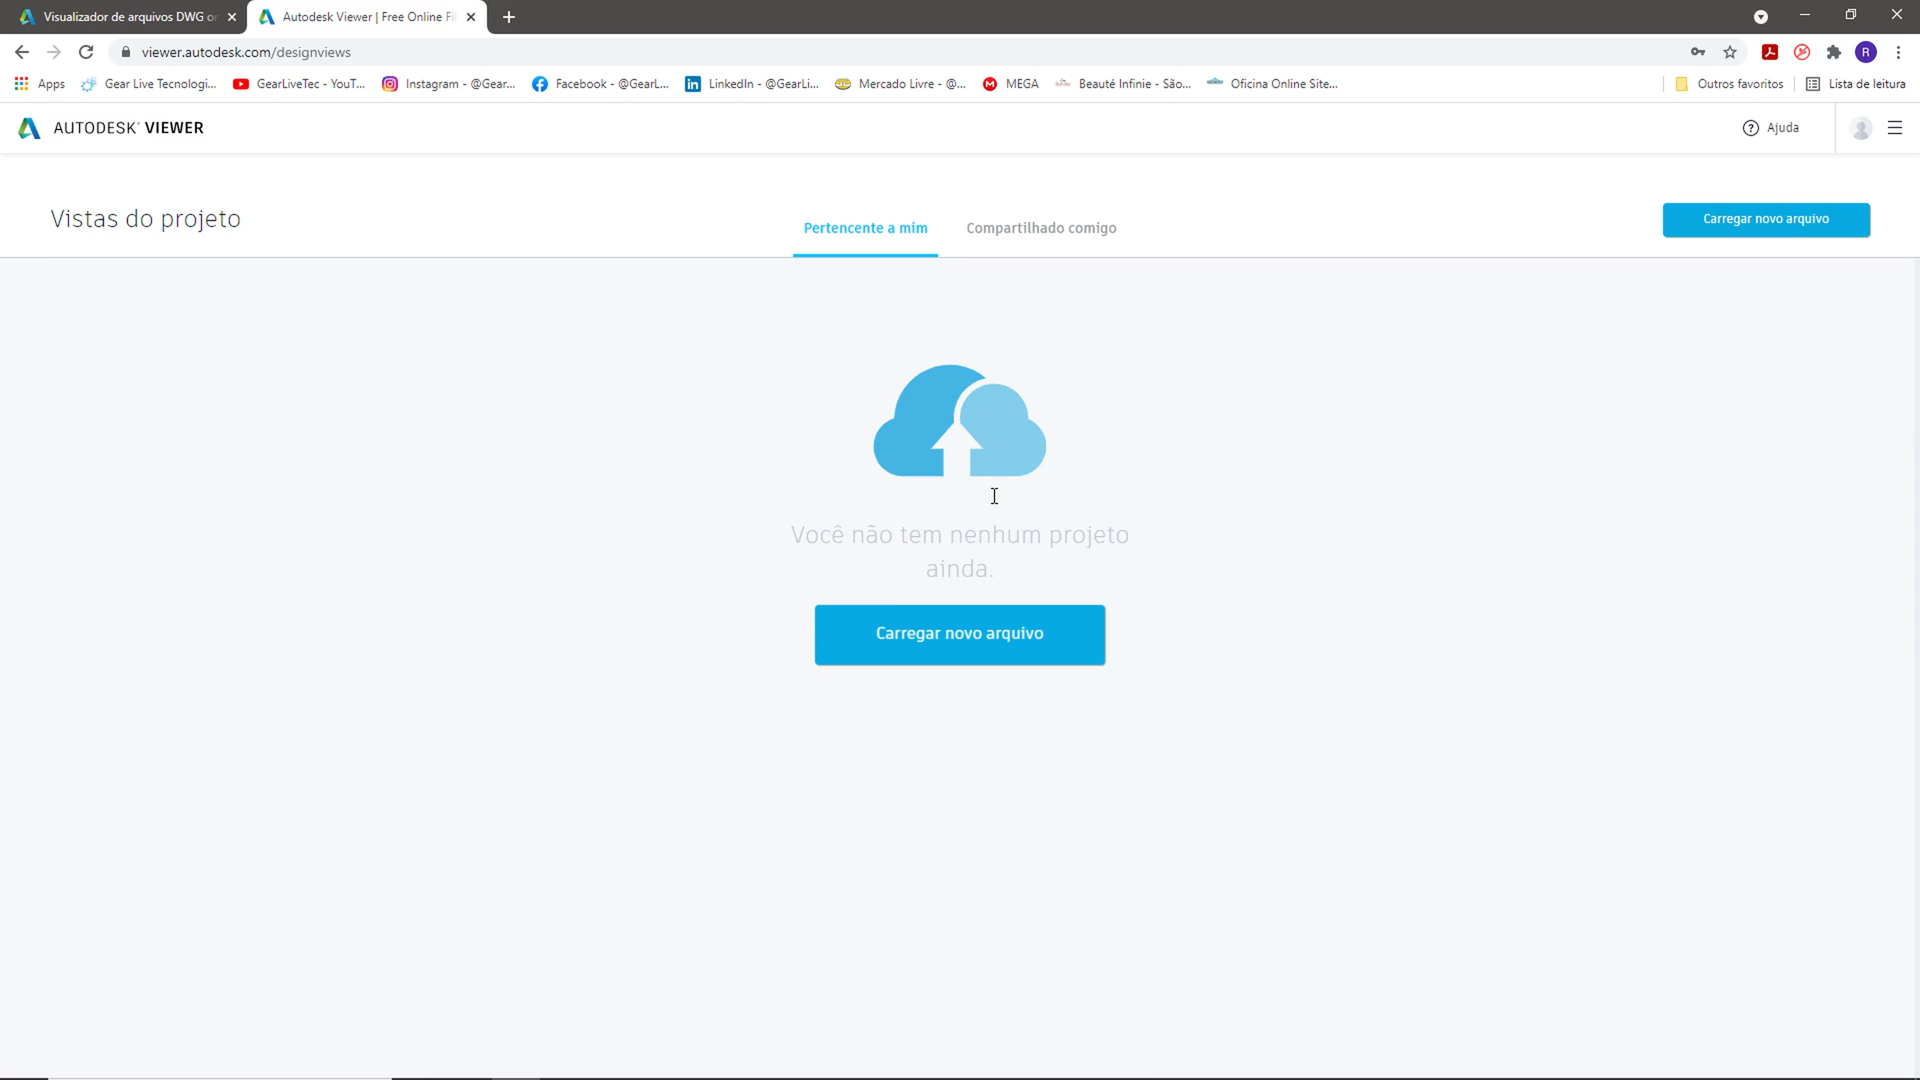 Visualizador de arquivos DWG or
Autodesk Viewer | Free Online Fil
viewer.autodesk.com/designviews
R
Apps
Gear Live Tecnologi...
GearLiveTec - YouT...
Instagram - @Gear...
Facebook - @GearL...
LinkedIn - @GearLi...
Mercado Livre - @...
MEGA
Beauté Infinie - São...
Oficina Online Site...
Outros favoritos
Lista de leitura
AUTODESK® VIEWER
Ajuda
Vistas do projeto
Pertencente a mim
Compartilhado comigo
Carregar novo arquivo
Você não tem nenhum projeto
ainda.
Carregar novo arquivo